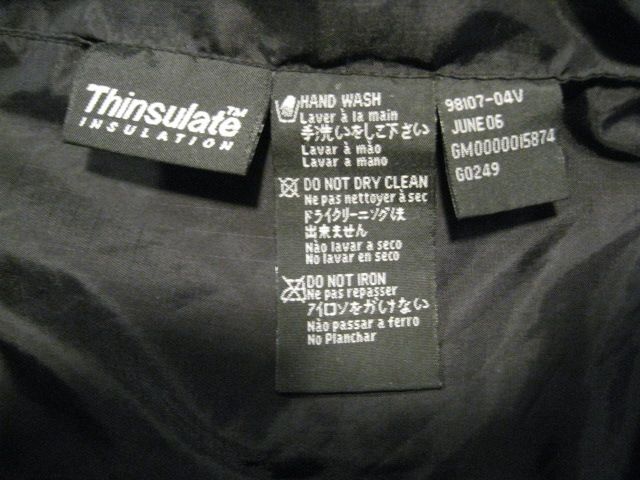 Thinsulate™
INSULATION
HAND WASH
Laver à la main
手洗いをして下さい
Lavar à mão
Lavar a mano
DO NOT DRY CLEAN
Ne pas nettoyer à sec
ドライクリーニングは
出来ません
Não lavar a seco
No lavar en seco
DO NOT IRON
Ne pas repasser
アイロンをかけない
Não passar a ferro
No Planchar
98107-04V
JUNE 06
GM0000015874
G0249